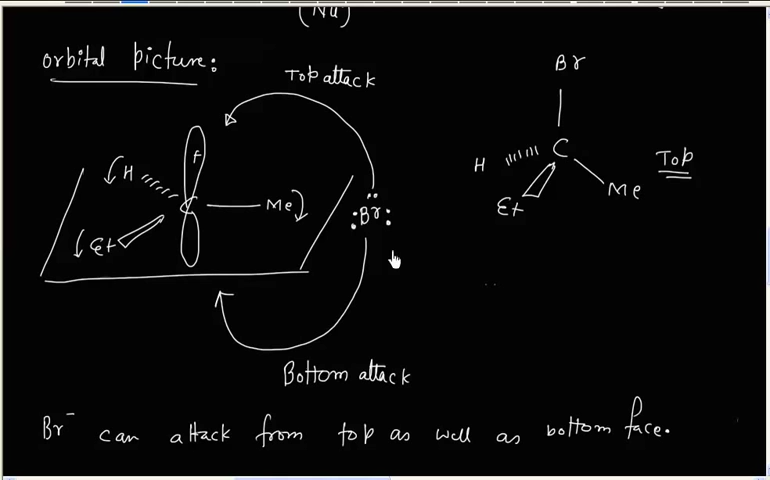 (Nu)
orbital picture:
Top attack
Br
H
C
Me
Et
Br
H
C
Me
Et
Top
Bottom attack
Br⁻ can attack from top as well as bottom face.